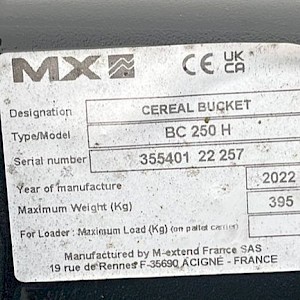 MX CE UK CA
Designation CEREAL BUCKET
Type/Model BC 250 H
Serial number 355401 22 257
Year of manufacture 2022
Maximum Weight (Kg) 395
For Loader : Maximum Load (Kg) (on pallet carrier)
Manufactured by M-extend France SAS
19 rue de Rennes F-35690 ACIGNÉ - FRANCE